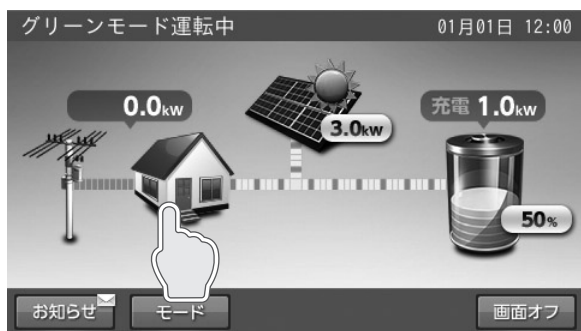 グリーンモード運転中
01月01日 12:00
0.0kw
3.0kw
充電 1.0kw
50%
お知らせ
モード
画面オフ